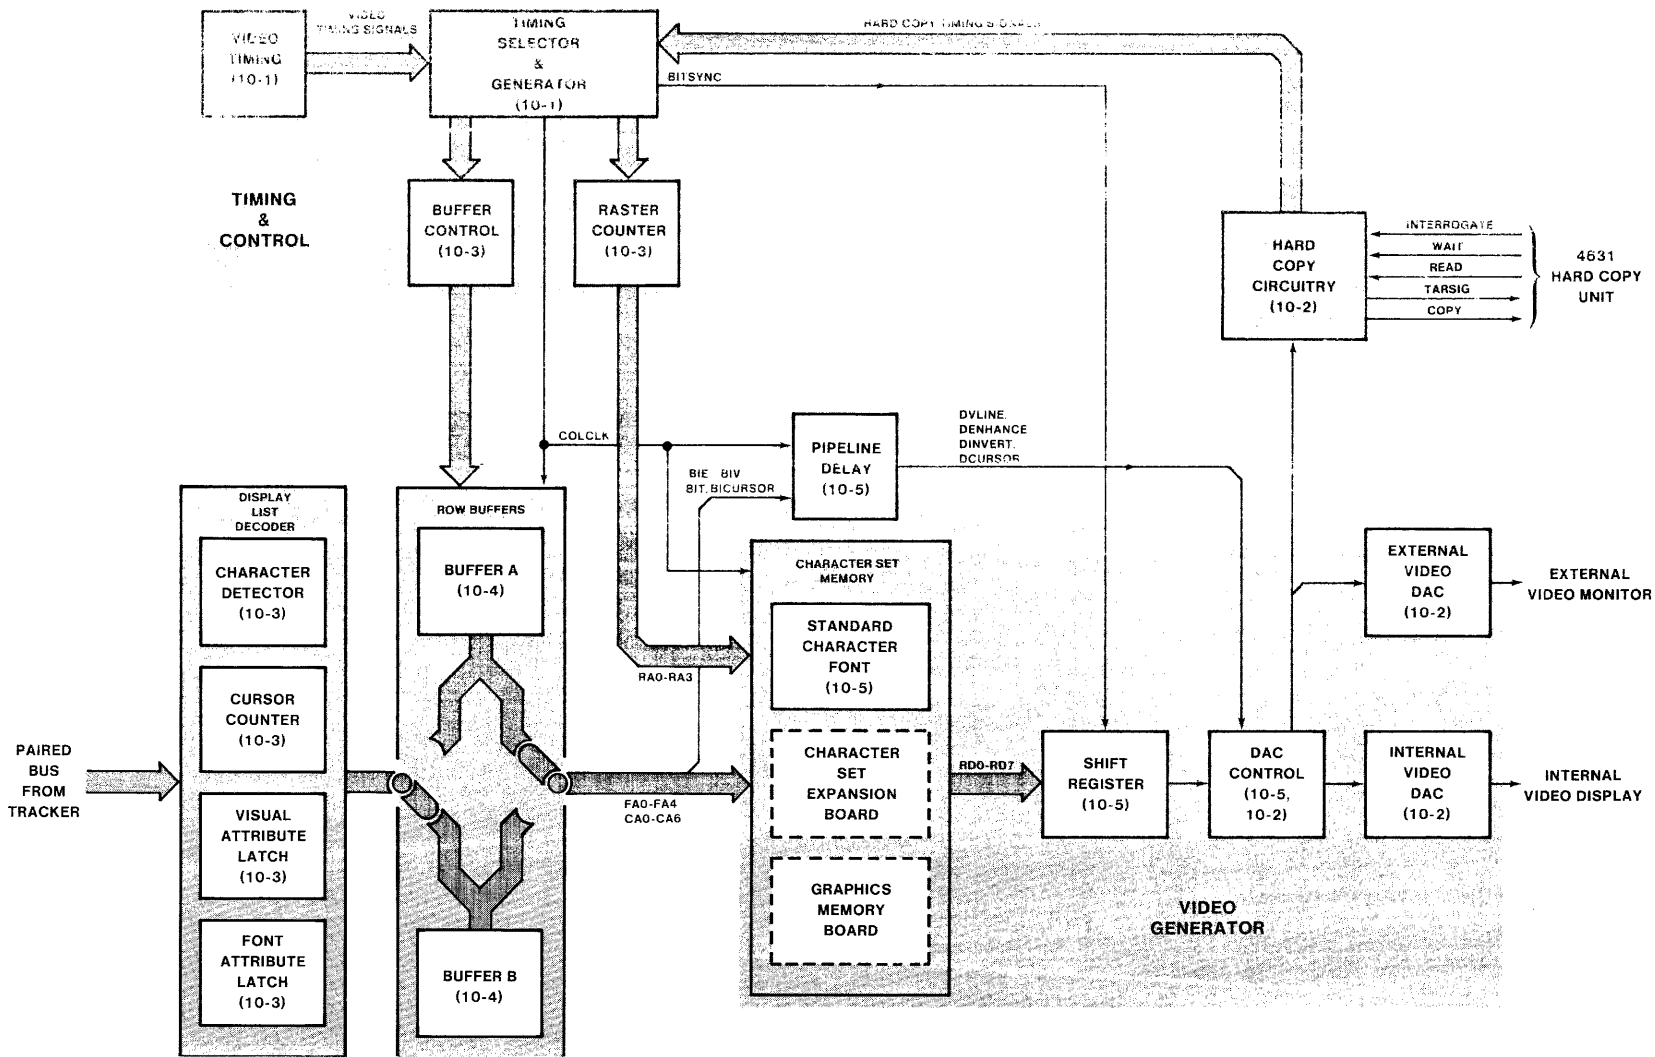 VIDEO
TIMING
(10-1)
VIDEO
TIMING SIGNALS
TIMING
SELECTOR
&
GENERATOR
(10-1)
HARD COPY TIMING SIGNALS
BITSYNC
TIMING
&
CONTROL
BUFFER
CONTROL
(10-3)
RASTER
COUNTER
(10-3)
HARD
COPY
CIRCUITRY
(10-2)
INTERROGATE
WAIT
READ
TARSIG
COPY
4631
HARD COPY
UNIT
COLCLK
BIE BIV
BIT, BICURSOR
PIPELINE
DELAY
(10-5)
DVLINE,
DENHANCE
DINVERT,
DCURSOR
DISPLAY
LIST
DECODER
CHARACTER
DETECTOR
(10-3)
CURSOR
COUNTER
(10-3)
VISUAL
ATTRIBUTE
LATCH
(10-3)
FONT
ATTRIBUTE
LATCH
(10-3)
PAIRED
BUS
FROM
TRACKER
ROW BUFFERS
BUFFER A
(10-4)
BUFFER B
(10-4)
RA0-RA3
FA0-FA4
CA0-CA6
CHARACTER SET
MEMORY
STANDARD
CHARACTER
FONT
(10-5)
CHARACTER
SET
EXPANSION
BOARD
GRAPHICS
MEMORY
BOARD
RD0-RD7
SHIFT
REGISTER
(10-5)
DAC
CONTROL
(10-5,
10-2)
EXTERNAL
VIDEO
DAC
(10-2)
EXTERNAL
VIDEO MONITOR
INTERNAL
VIDEO
DAC
(10-2)
INTERNAL
VIDEO DISPLAY
VIDEO
GENERATOR